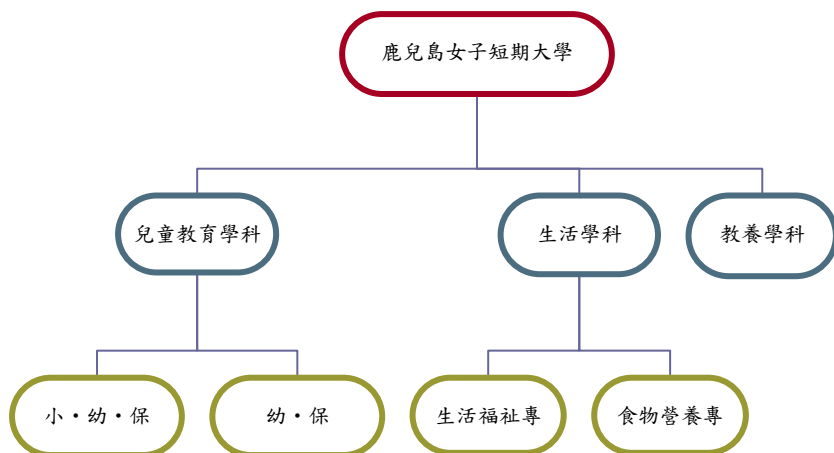 鹿兒島女子短期大學
兒童教育學科
生活學科
教養學科
小・幼・保
幼・保
生活福祉專
食物營養專